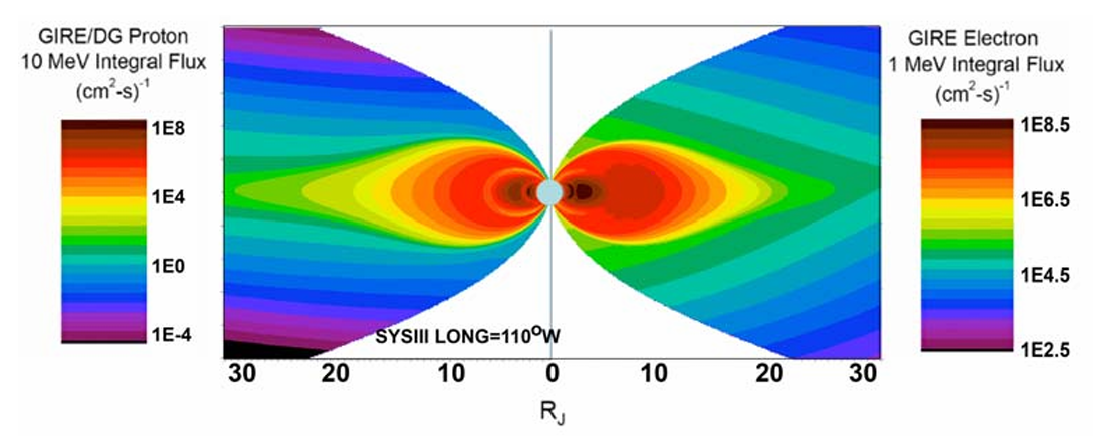 GIRE/DG Proton
10 MeV Integral Flux
(cm²-s)⁻¹
1E8
1E4
1E0
1E-4
SYSIII LONG=110ᴼW
30 20 10 0 10 20 30
R_J
GIRE Electron
1 MeV Integral Flux
(cm²-s)⁻¹
1E8.5
1E6.5
1E4.5
1E2.5